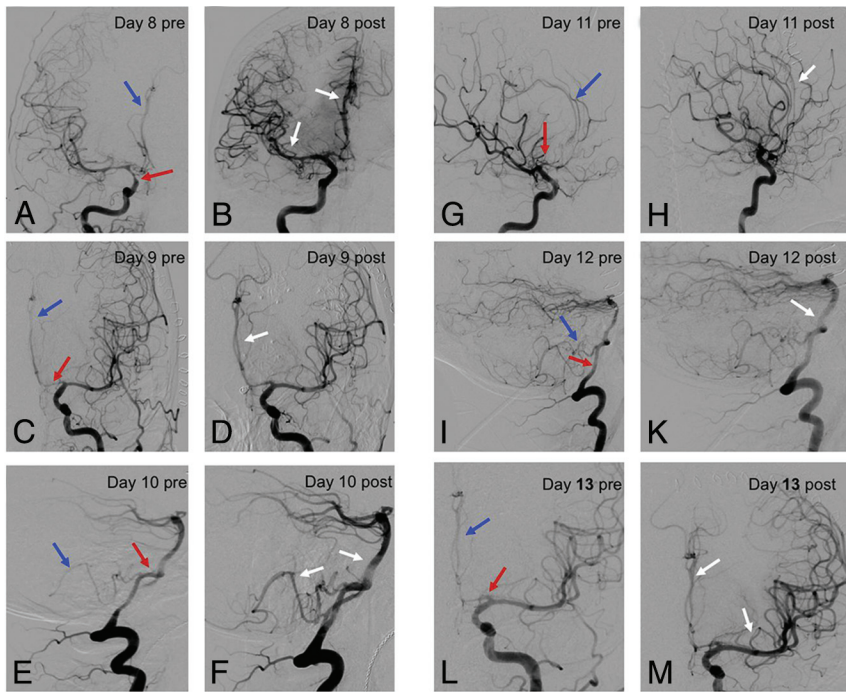 Day 8 pre
A
Day 8 post
B
Day 11 pre
G
Day 11 post
H
Day 9 pre
C
Day 9 post
D
Day 12 pre
I
Day 12 post
K
Day 10 pre
E
Day 10 post
F
Day 13 pre
L
Day 13 post
M